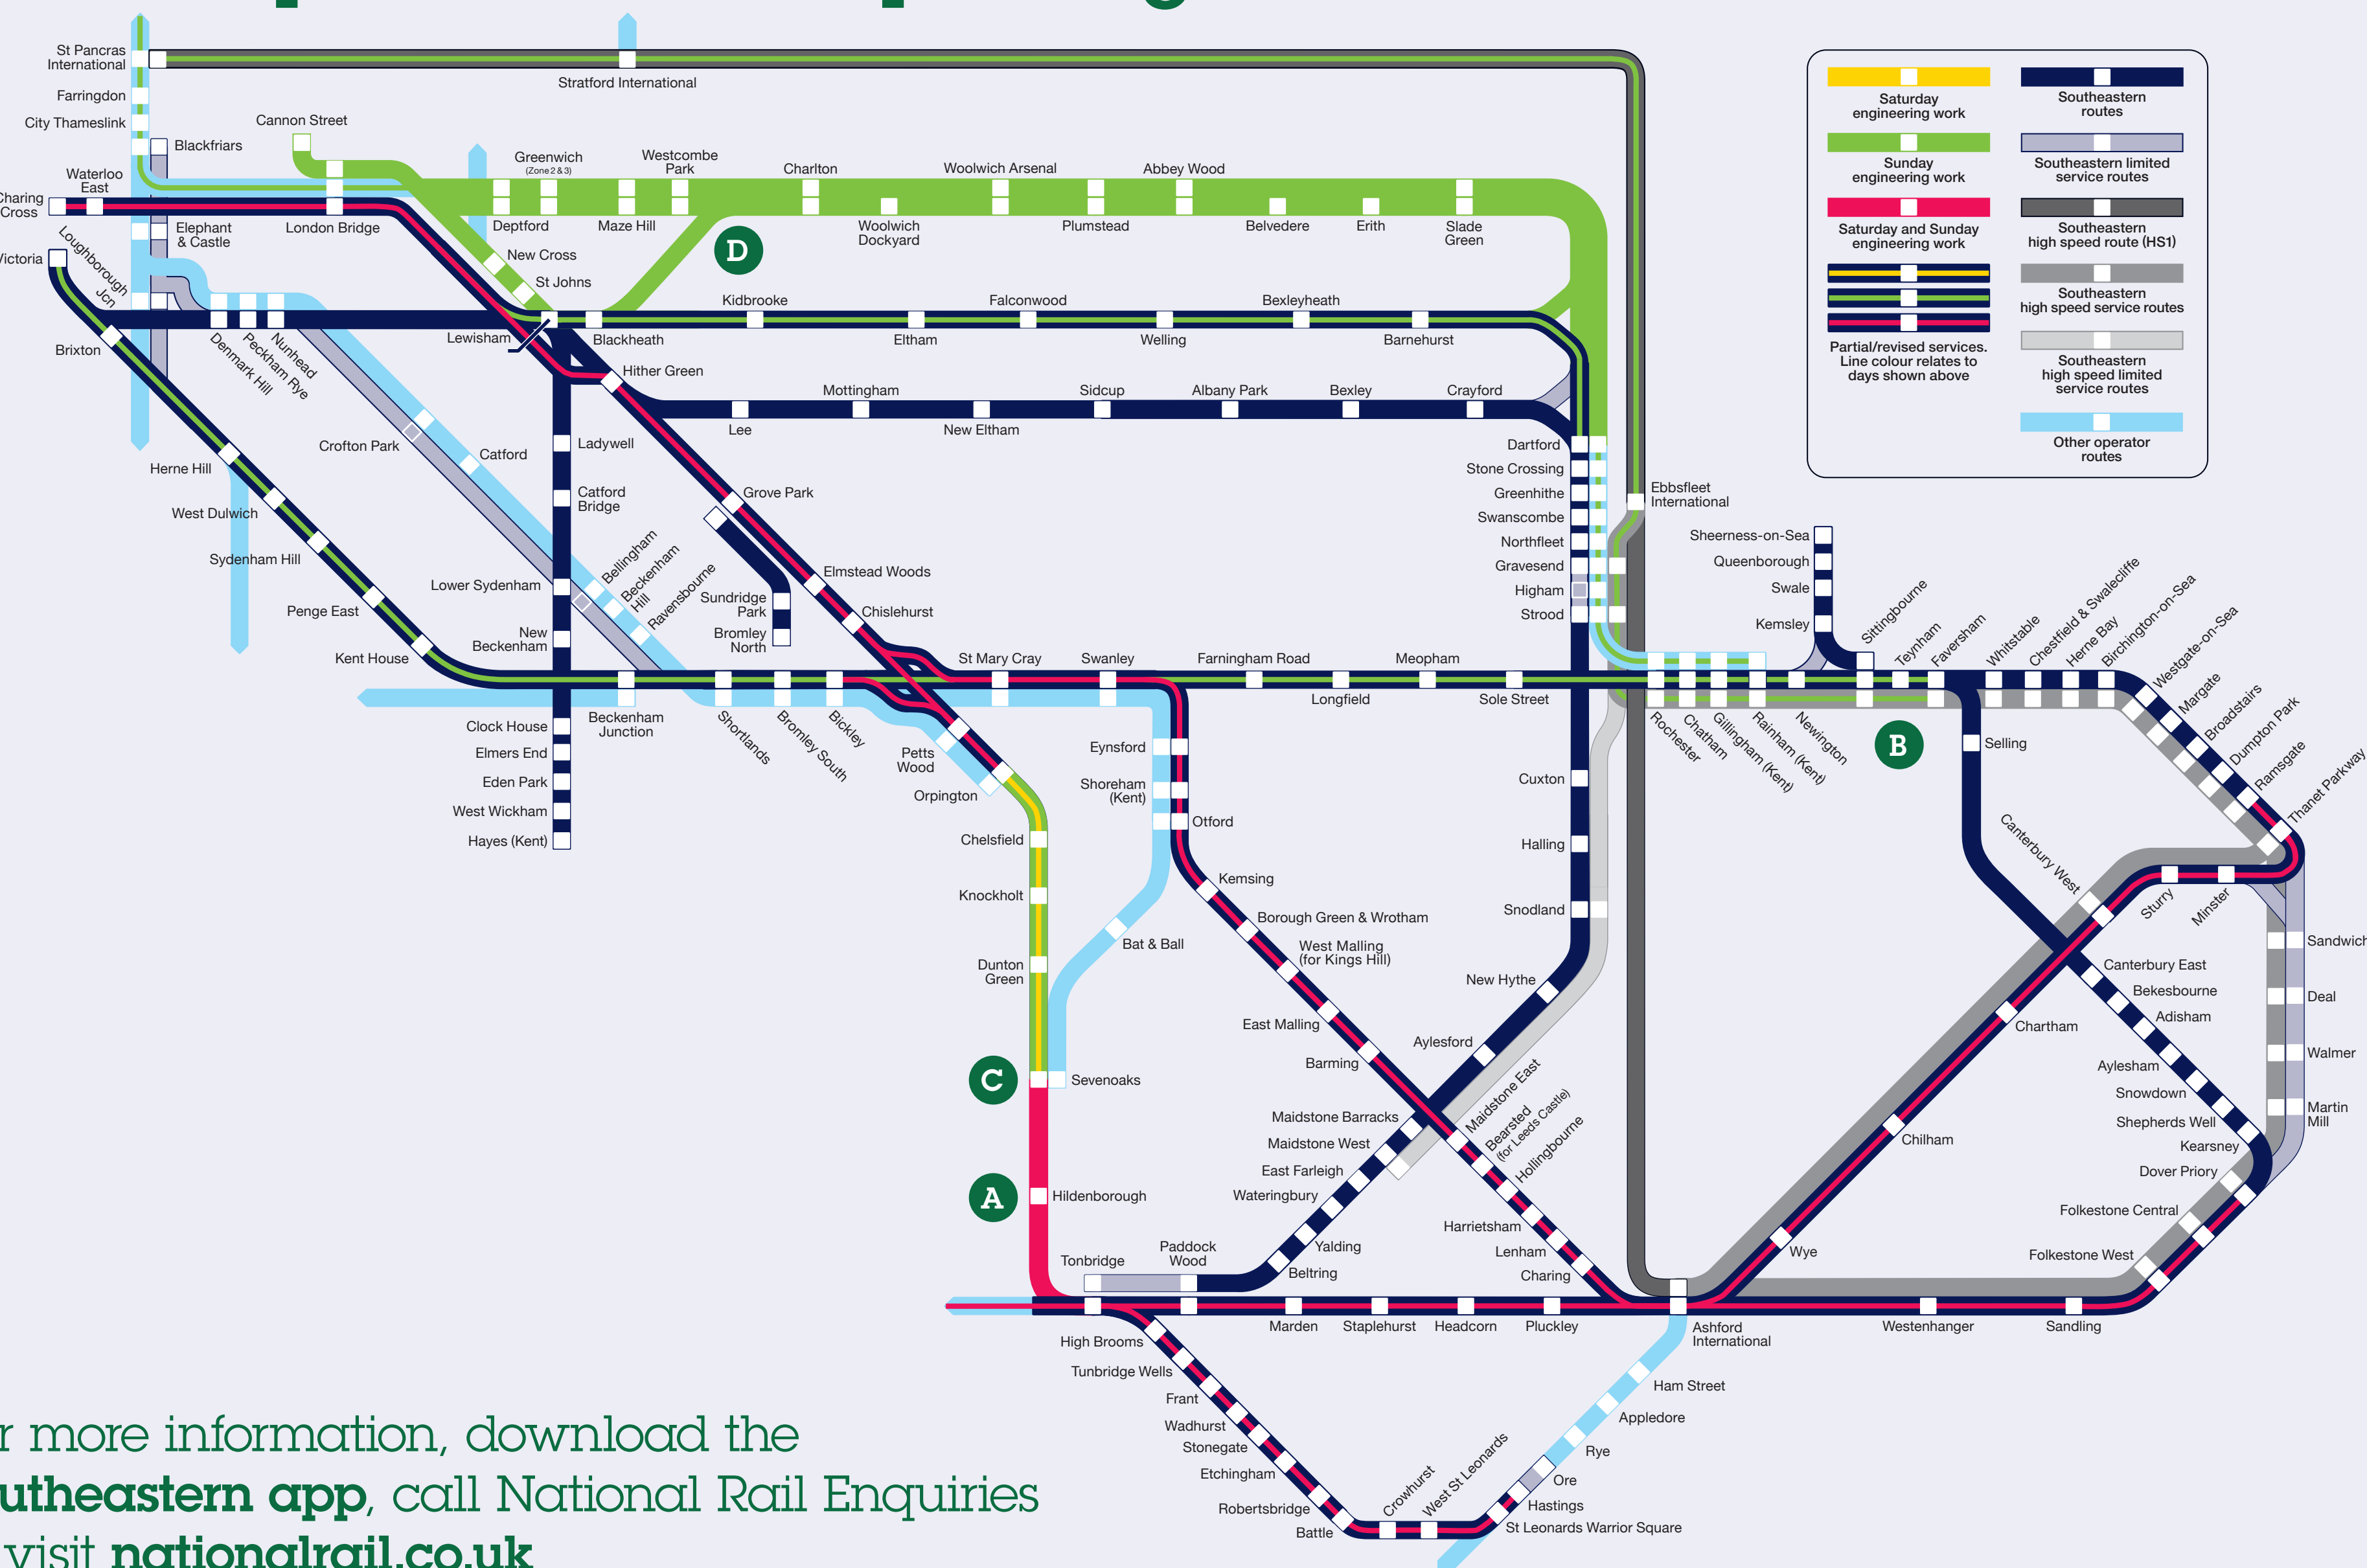 St Pancras
International
Stratford International
Farringdon
City Thameslink
Cannon Street
Blackfriars
Waterloo
East
Charing
Cross
Elephant
& Castle
London Bridge
Victoria
Loughborough
Jcn
Brixton
Greenwich
(Zone 2 & 3)
Westcombe
Park
Charlton
Woolwich Arsenal
Abbey Wood
Deptford
Maze Hill
Woolwich
Dockyard
Plumstead
Belvedere
Erith
Slade
Green
D
New Cross
St Johns
Kidbrooke
Falconwood
Bexleyheath
Lewisham
Blackheath
Eltham
Welling
Barnehurst
Denmark Hill
Peckham Rye
Nunhead
Hither Green
Mottingham
Sidcup
Albany Park
Bexley
Crayford
Lee
New Eltham
Crofton Park
Catford
Ladywell
Catford
Bridge
Herne Hill
West Dulwich
Sydenham Hill
Penge East
Kent House
Grove Park
Lower Sydenham
Bellingham
Beckenham
Hill
Ravensbourne
New
Beckenham
Sundridge
Park
Bromley
North
Elmstead Woods
Chislehurst
Clock House
Elmers End
Eden Park
West Wickham
Hayes (Kent)
Beckenham
Junction
Shortlands
Bromley South
Bickley
Petts
Wood
Orpington
St Mary Cray
Swanley
Farningham Road
Longfield
Meopham
Sole Street
Dartford
Stone Crossing
Greenhithe
Swanscombe
Northfleet
Gravesend
Higham
Strood
Ebbsfleet
International
Sheerness-on-Sea
Queenborough
Swale
Kemsley
Sittingbourne
Teynham
Faversham
Whitstable
Chestfield & Swalecliffe
Herne Bay
Birchington-on-Sea
Westgate-on-Sea
Margate
Broadstairs
Dumpton Park
Ramsgate
Thanet Parkway
Rochester
Chatham
Gillingham (Kent)
Rainham (Kent)
Newington
B
Selling
Eynsford
Shoreham
(Kent)
Otford
Chelsfield
Knockholt
Dunton
Green
Bat & Ball
C
Sevenoaks
A
Hildenborough
Kemsing
Borough Green & Wrotham
West Malling
(for Kings Hill)
East Malling
Barming
Cuxton
Halling
Snodland
New Hythe
Aylesford
Maidstone Barracks
Maidstone West
East Farleigh
Wateringbury
Yalding
Beltring
Maidstone East
Bearsted
(for Leeds Castle)
Hollingbourne
Harrietsham
Lenham
Charing
Tonbridge
Paddock
Wood
Marden
Staplehurst
Headcorn
Pluckley
Ashford
International
Westenhanger
Sandling
Canterbury West
Sturry
Minster
Sandwich
Deal
Walmer
Martin
Mill
Canterbury East
Bekesbourne
Adisham
Aylesham
Snowdown
Shepherds Well
Kearsney
Dover Priory
Folkestone Central
Folkestone West
Chartham
Chilham
Wye
High Brooms
Tunbridge Wells
Frant
Wadhurst
Stonegate
Etchingham
Robertsbridge
Battle
Crowhurst
West St Leonards
St Leonards Warrior Square
Hastings
Ore
Rye
Appledore
Ham Street
Saturday
engineering work
Sunday
engineering work
Saturday and Sunday
engineering work
Partial/revised services.
Line colour relates to
days shown above
Southeastern
routes
Southeastern limited
service routes
Southeastern
high speed route (HS1)
Southeastern
high speed service routes
Southeastern
high speed limited
service routes
Other operator
routes
r more information, download the
utheastern app, call National Rail Enquiries
visit nationalrail.co.uk